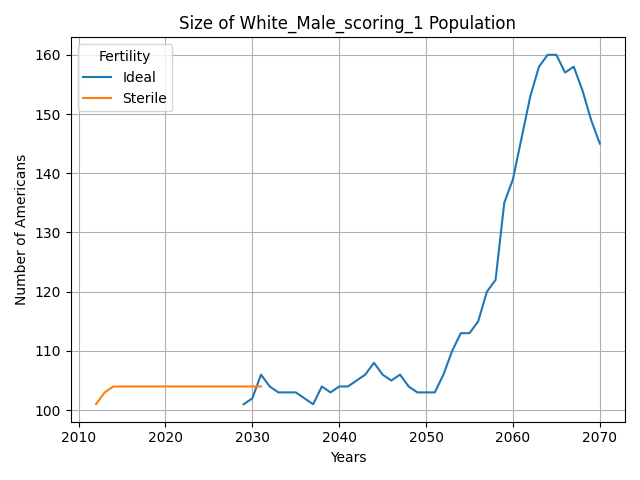 Size of White_Male_scoring_1 Population
Fertility
Ideal
Sterile
Number of Americans
160
150
140
130
120
110
100
2010
2020
2030
2040
2050
2060
2070
Years